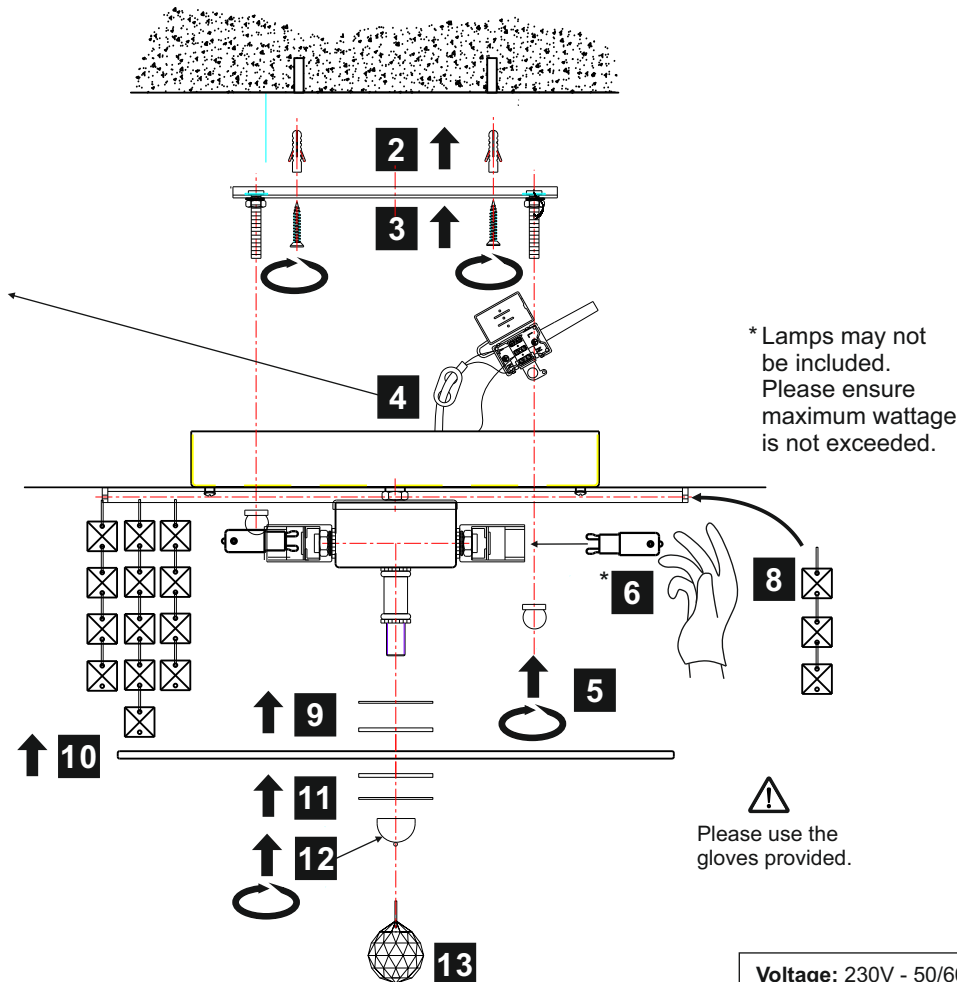 2
3
4
* Lamps may not
be included.
Please ensure
maximum wattage
is not exceeded.
*6
8
5
9
10
11
12
Please use the
gloves provided.
13
Voltage: 230V - 50/60